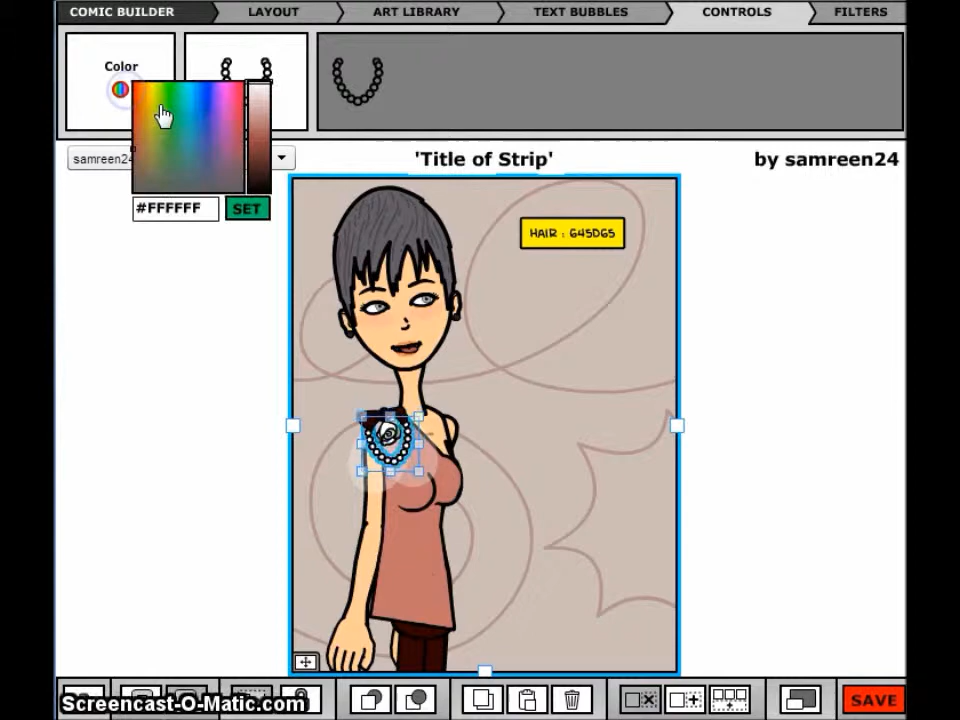 COMIC BUILDER
LAYOUT
ART LIBRARY
TEXT BUBBLES
CONTROLS
FILTERS
Color
samreen24
'Title of Strip'
by samreen24
#FFFFFF
SET
HAIR : 645D65
SAVE
Screencast-O-Matic.com